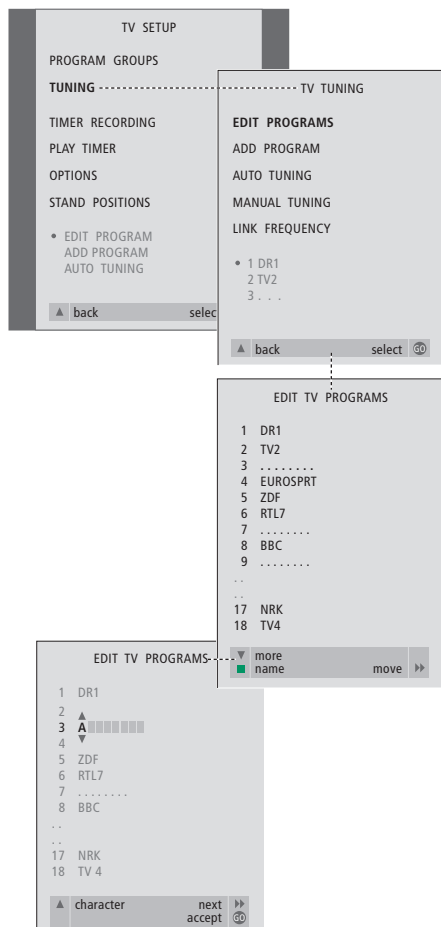 TV SETUP
PROGRAM GROUPS
TUNING
TIMER RECORDING
PLAY TIMER
OPTIONS
STAND POSITIONS
• EDIT PROGRAM
ADD PROGRAM
AUTO TUNING
▲ back selec
TV TUNING
EDIT PROGRAMS
ADD PROGRAM
AUTO TUNING
MANUAL TUNING
LINK FREQUENCY
• 1 DR1
2 TV2
3 . . .
▲ back select GO
EDIT TV PROGRAMS
1 DR1
2 TV2
3 ........
4 EUROSPRT
5 ZDF
6 RTL7
7 ........
8 BBC
9 ........
..
..
17 NRK
18 TV4
▼ more
name move
EDIT TV PROGRAMS
1 DR1
2
3 A
4
5 ZDF
6 RTL7
7 ........
8 BBC
..
..
17 NRK
18 TV 4
▲ character next
accept GO